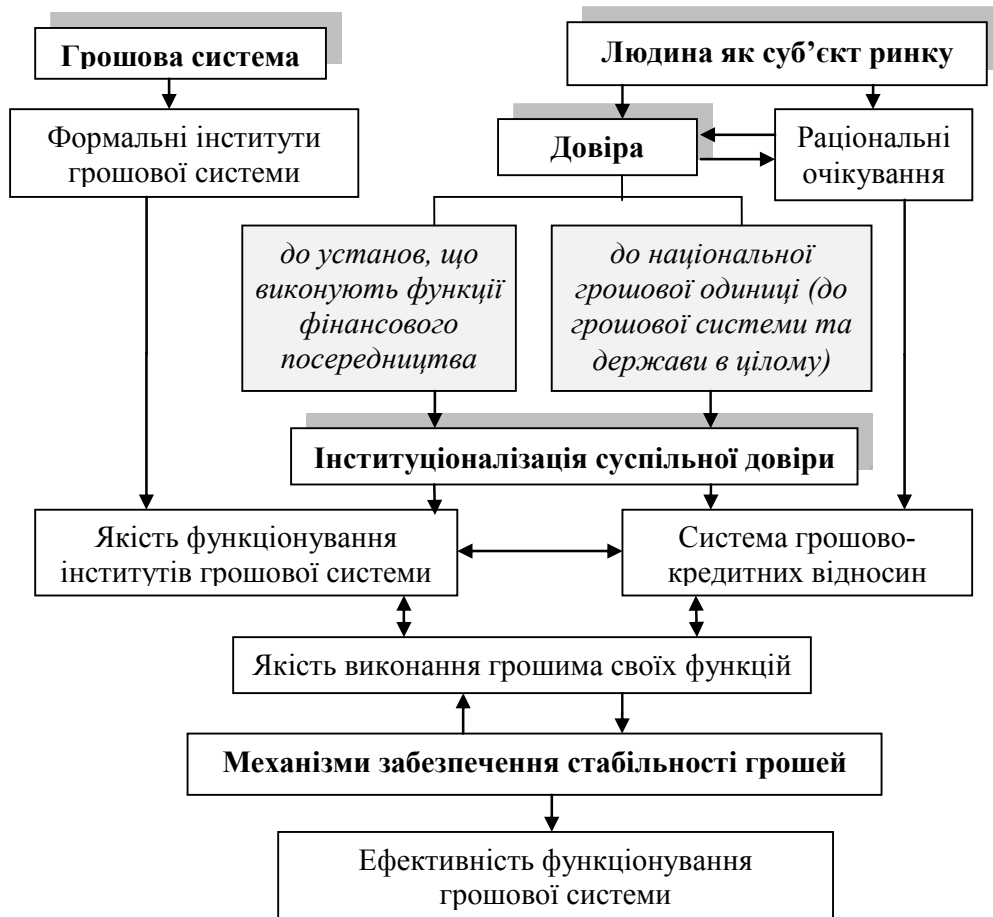 Грошова система
Людина як суб’єкт ринку
Формальні інститути
грошової системи
Довіра
Раціональні
очікування
до установ, що
виконують функції
фінансового
посередництва
до національної
грошової одиниці (до
грошової системи та
держави в цілому)
Інституціоналізація суспільної довіри
Якість функціонування
інститутів грошової системи
Система грошово-
кредитних відносин
Якість виконання грошима своїх функцій
Механізми забезпечення стабільності грошей
Ефективність функціонування
грошової системи